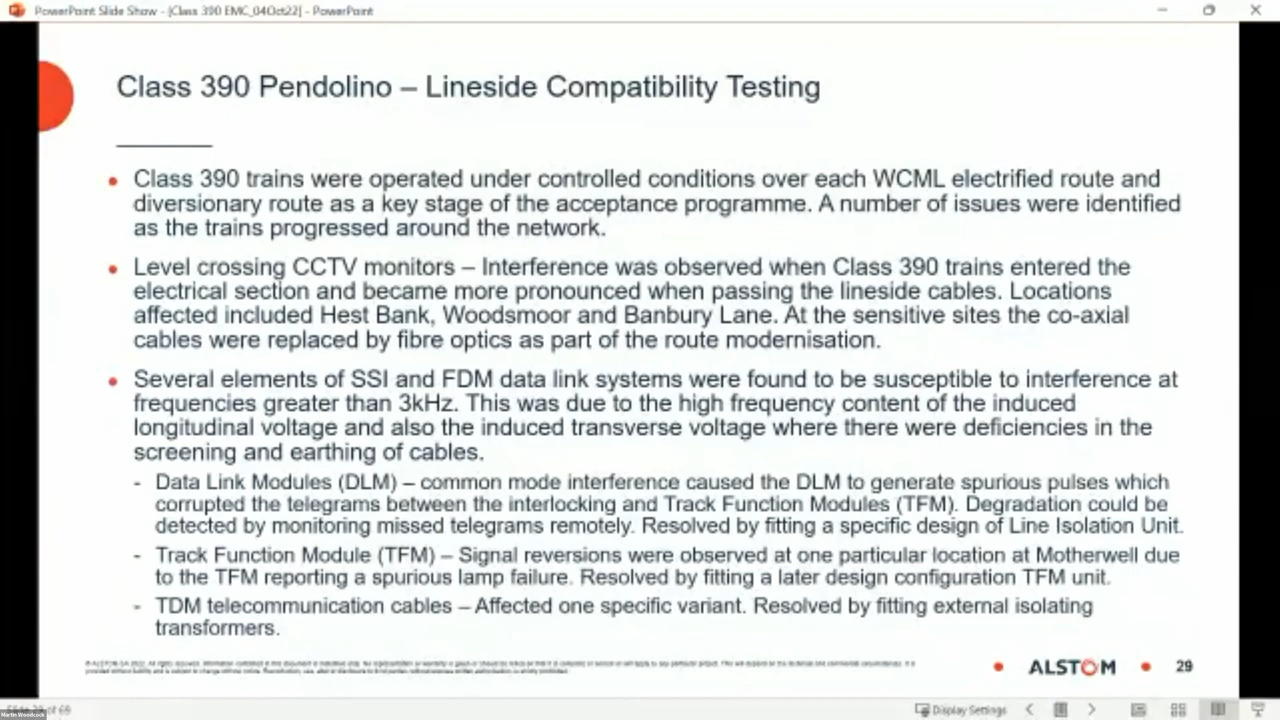 PowerPoint Slide Show - [Class 390 EMC_04Oct22] - PowerPoint
Class 390 Pendolino – Lineside Compatibility Testing
• Class 390 trains were operated under controlled conditions over each WCML electrified route and
diversionary route as a key stage of the acceptance programme. A number of issues were identified
as the trains progressed around the network.
• Level crossing CCTV monitors – Interference was observed when Class 390 trains entered the
electrical section and became more pronounced when passing the lineside cables. Locations
affected included Hest Bank, Woodsmoor and Banbury Lane. At the sensitive sites the co-axial
cables were replaced by fibre optics as part of the route modernisation.
• Several elements of SSI and FDM data link systems were found to be susceptible to interference at
frequencies greater than 3kHz. This was due to the high frequency content of the induced
longitudinal voltage and also the induced transverse voltage where there were deficiencies in the
screening and earthing of cables.
- Data Link Modules (DLM) – common mode interference caused the DLM to generate spurious pulses which
corrupted the telegrams between the interlocking and Track Function Modules (TFM). Degradation could be
detected by monitoring missed telegrams remotely. Resolved by fitting a specific design of Line Isolation Unit.
- Track Function Module (TFM) – Signal reversions were observed at one particular location at Motherwell due
to the TFM reporting a spurious lamp failure. Resolved by fitting a later design configuration TFM unit.
- TDM telecommunication cables – Affected one specific variant. Resolved by fitting external isolating
transformers.
ALSTOM 29
of 69
Martin Woodcock
Display Settings